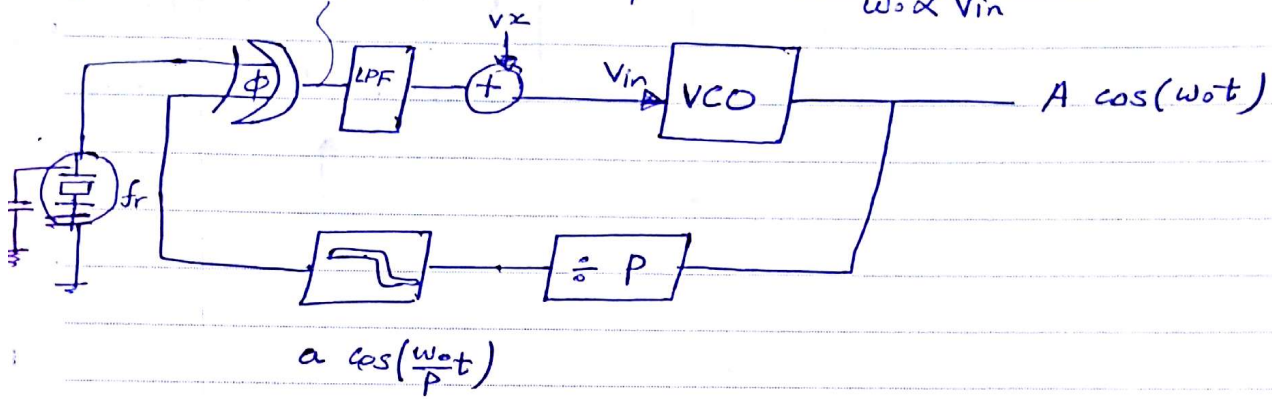 ω₀ ∝ Vin
Vx
φ LPF + Vin VCO A cos(ω₀t)
fr
÷ P
a cos(ω₀/P t)